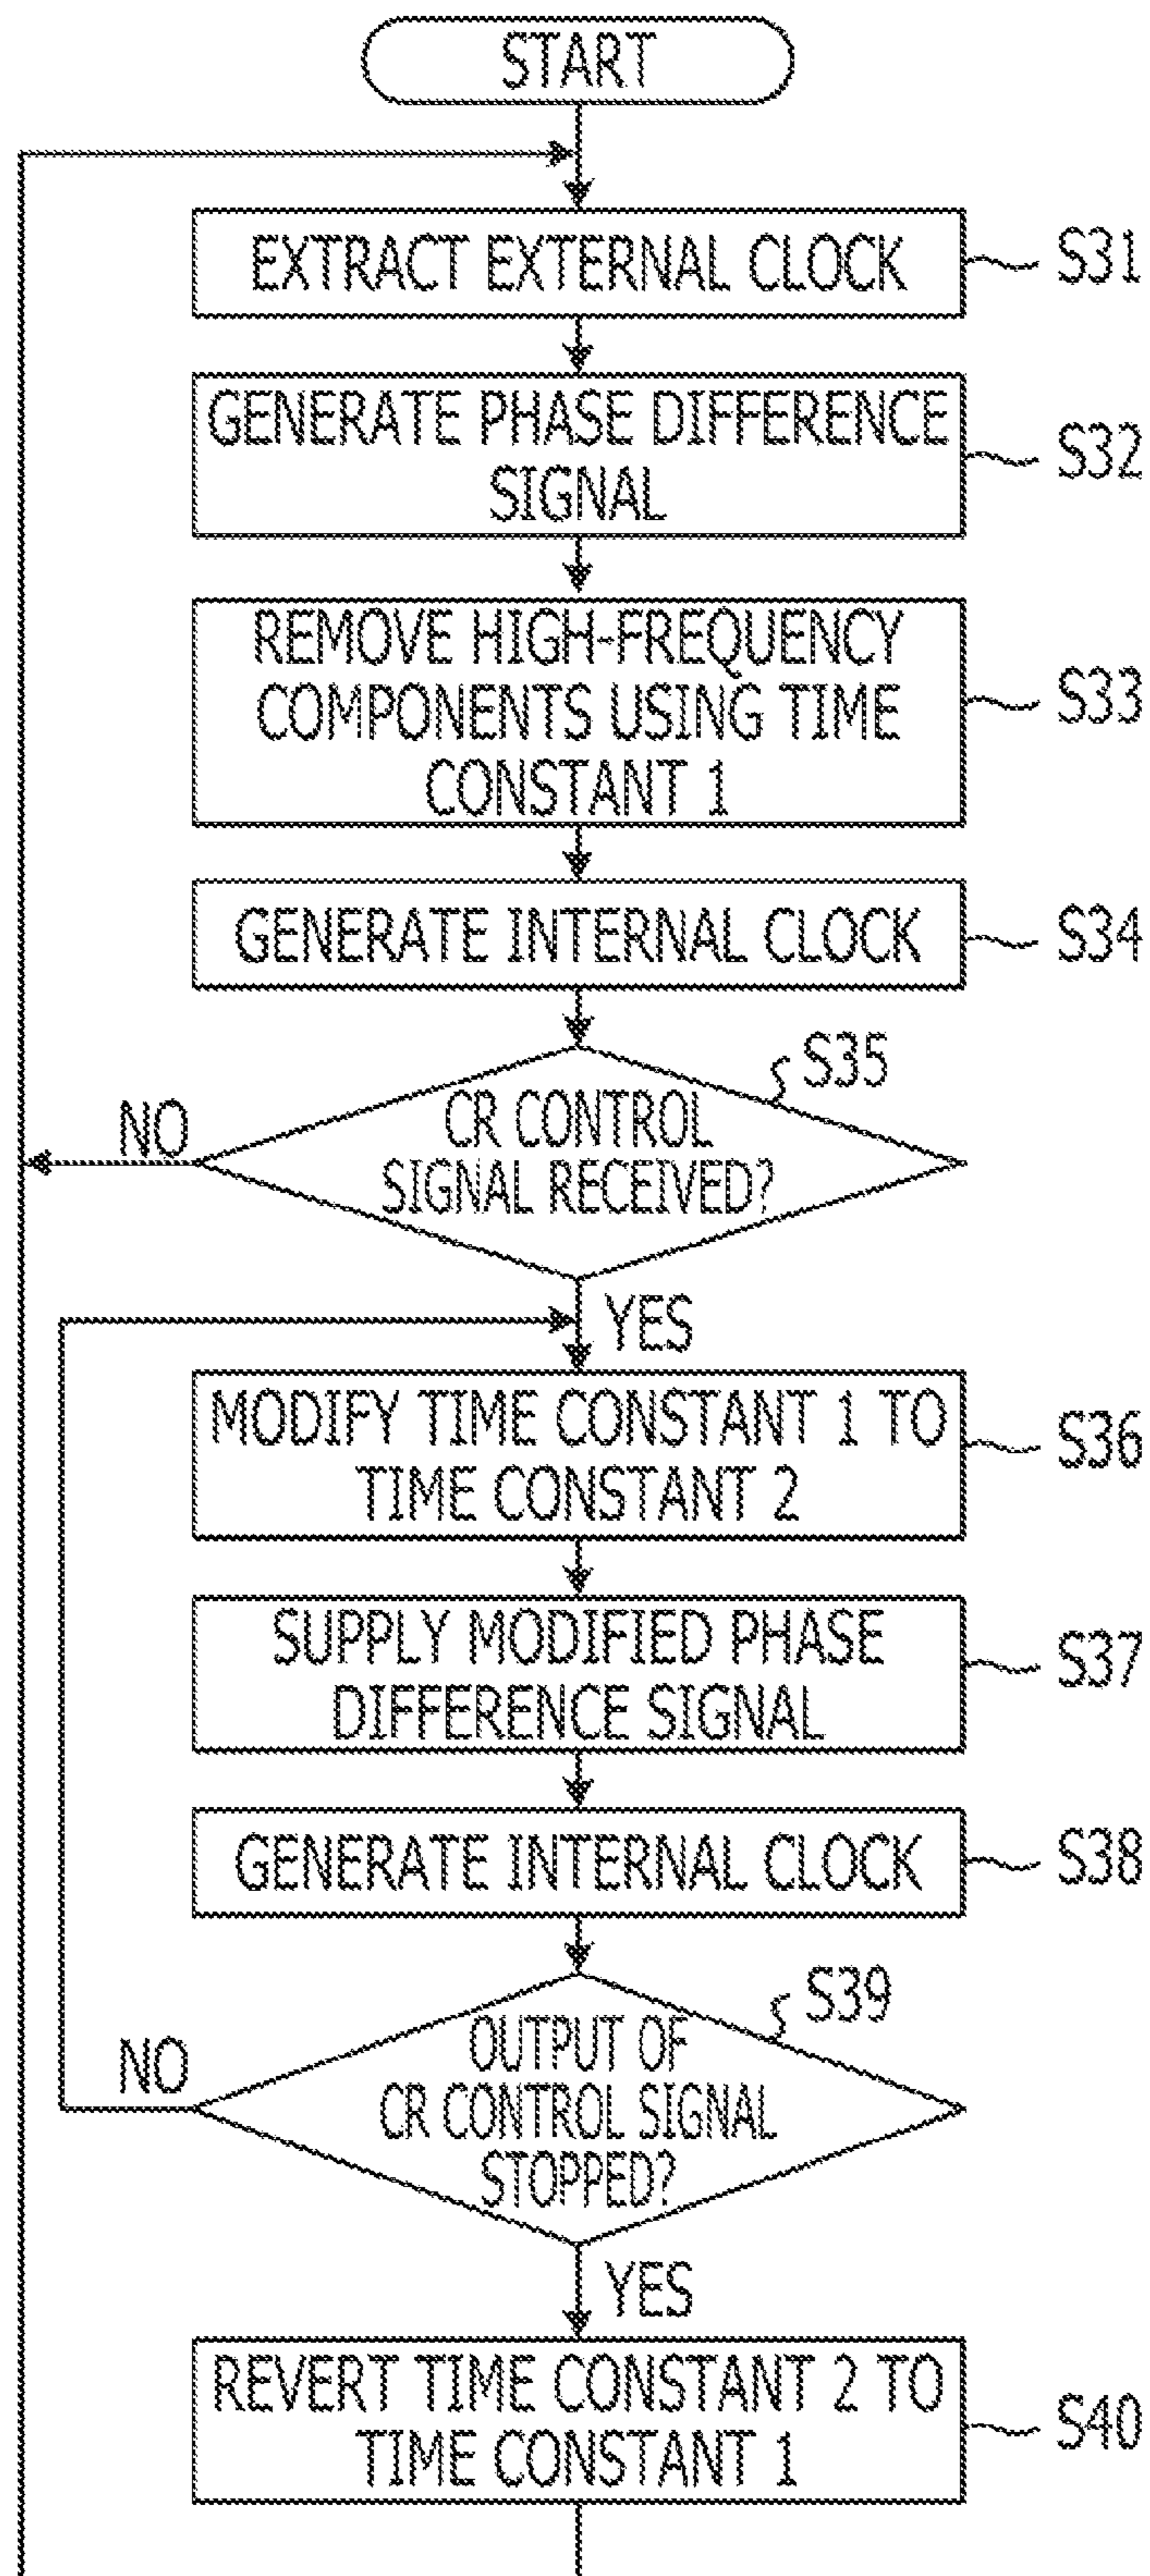 START
EXTRACT EXTERNAL CLOCK
S31
GENERATE PHASE DIFFERENCE
SIGNAL
S32
REMOVE HIGH-FREQUENCY
COMPONENTS USING TIME
CONSTANT 1
S33
GENERATE INTERNAL CLOCK
S34
S35
CR CONTROL
SIGNAL RECEIVED?
NO
YES
MODIFY TIME CONSTANT 1 TO
TIME CONSTANT 2
S36
SUPPLY MODIFIED PHASE
DIFFERENCE SIGNAL
S37
GENERATE INTERNAL CLOCK
S38
S39
OUTPUT OF
CR CONTROL SIGNAL
STOPPED?
NO
YES
REVERT TIME CONSTANT 2 TO
TIME CONSTANT 1
S40